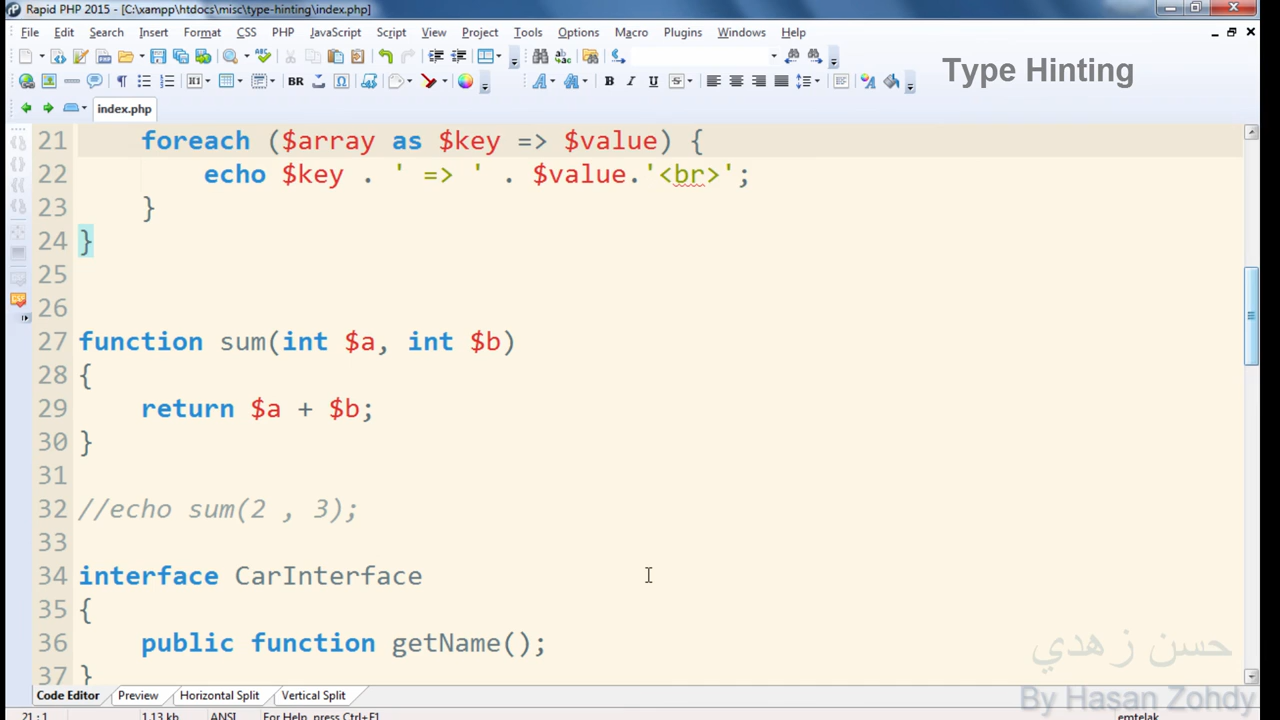 Rapid PHP 2015 - [C:\xampp\htdocs\misc\type-hinting\index.php]
File Edit Search Insert Format CSS PHP JavaScript Script View Project Tools Options Macro Plugins Windows Help
Type Hinting
index.php
21 foreach ($array as $key => $value) {
22 echo $key . ' => ' . $value.'<br>';
23 }
24 }
25
26
27 function sum(int $a, int $b)
28 {
29 return $a + $b;
30 }
31
32 //echo sum(2 , 3);
33
34 interface CarInterface
35 {
36 public function getName();
37 }
حسن زهدي
Code Editor Preview Horizontal Split Vertical Split
By Hasan Zohdy
21 : 1 1.13 kb ANSI For Help, press Ctrl+F1 emtelak